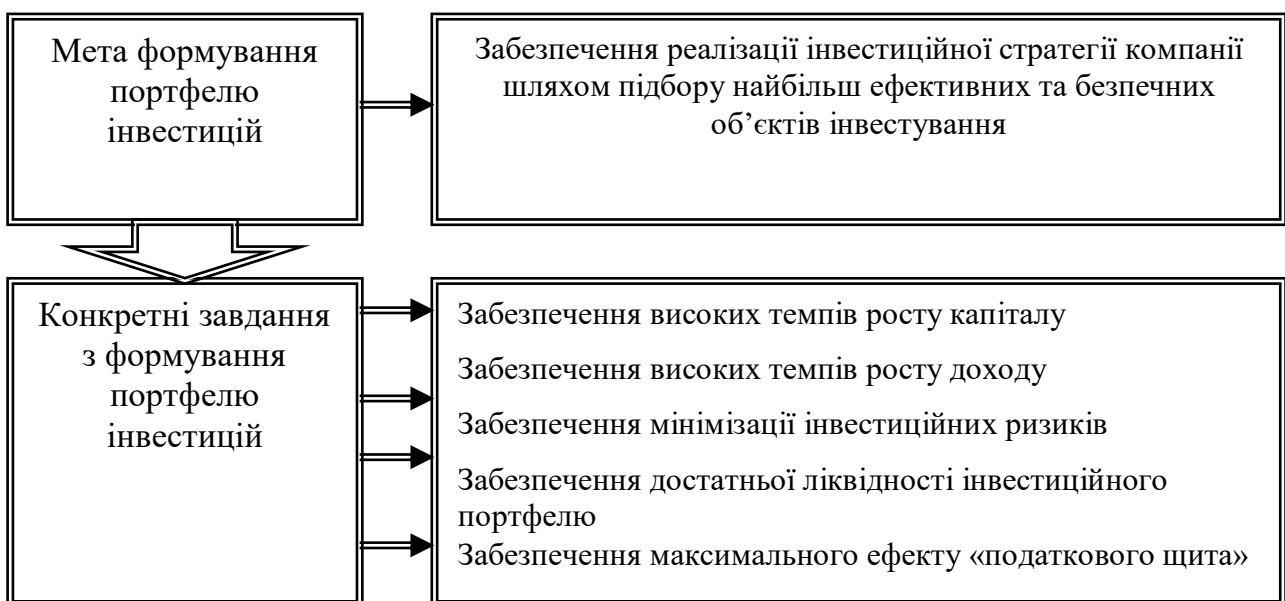 Мета формування
портфелю
інвестицій
Забезпечення реалізації інвестиційної стратегії компанії
шляхом підбору найбільш ефективних та безпечних
об’єктів інвестування
Конкретні завдання
з формування
портфелю
інвестицій
Забезпечення високих темпів росту капіталу
Забезпечення високих темпів росту доходу
Забезпечення мінімізації інвестиційних ризиків
Забезпечення достатньої ліквідності інвестиційного
портфелю
Забезпечення максимального ефекту «податкового щита»